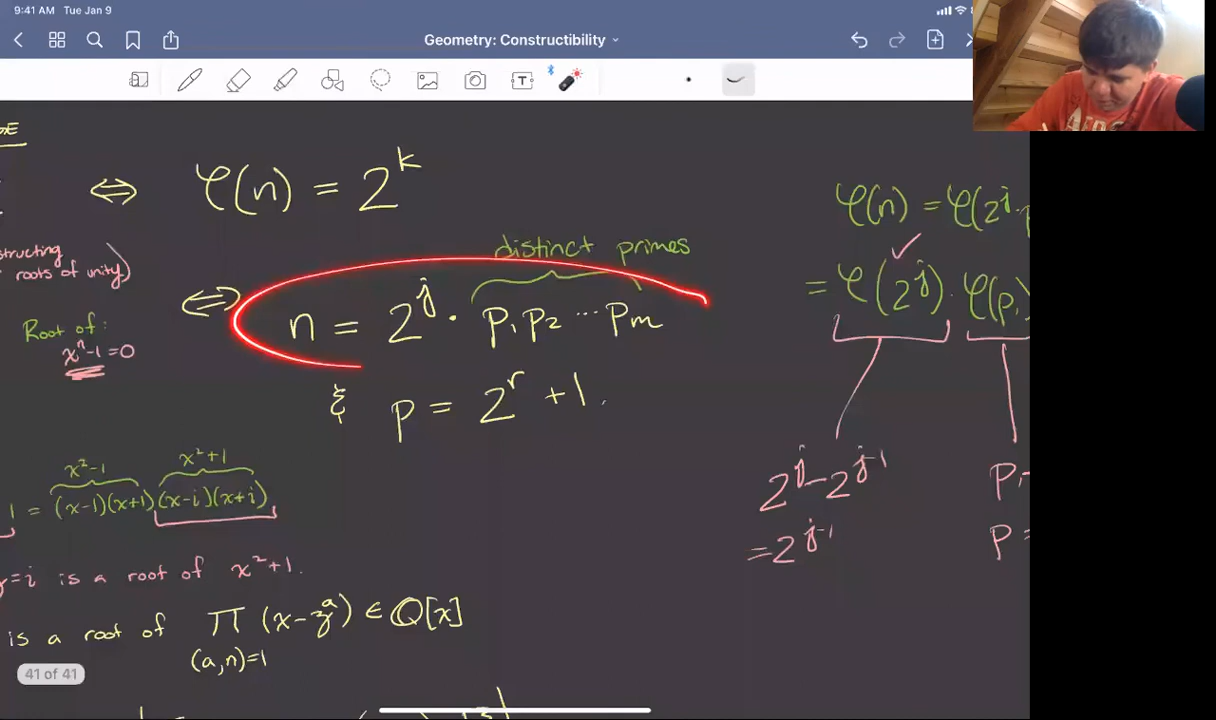 9:41 AM Tue Jan 9
Geometry: Constructibility
⇔ φ(n) = 2^k
structing
roots of unity)
distinct primes
⇔ n = 2^j · p₁p₂ ··· pₘ
& p = 2^r + 1.
Root of:
x^n-1=0
x²-1 x²+1
1 = (x-1)(x+1)(x-i)(x+i)
=i is a root of x²+1.
is a root of ∏ (x-z^a) ∈ ℚ[x]
(a,n)=1
41 of 41
φ(n) = φ(2^j·p
= φ(2^j)·φ(p₁)
2^j-2^(j-1)
=2^(j-1)
p₁-
p=